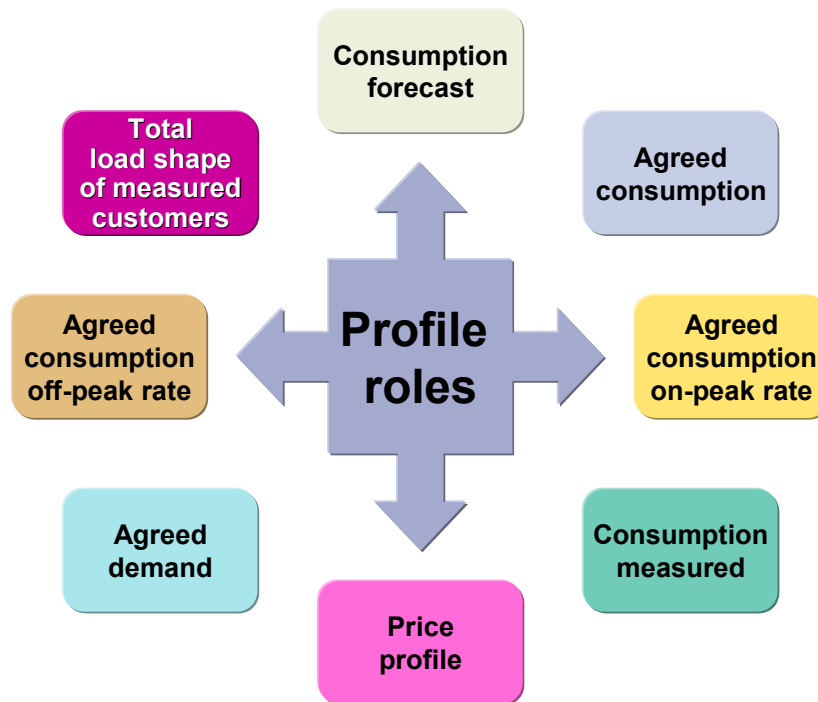 Consumption
forecast
Total
load shape
of measured
customers
Agreed
consumption
Agreed
consumption
off-peak rate
Profile
roles
Agreed
consumption
on-peak rate
Agreed
demand
Consumption
measured
Price
profile